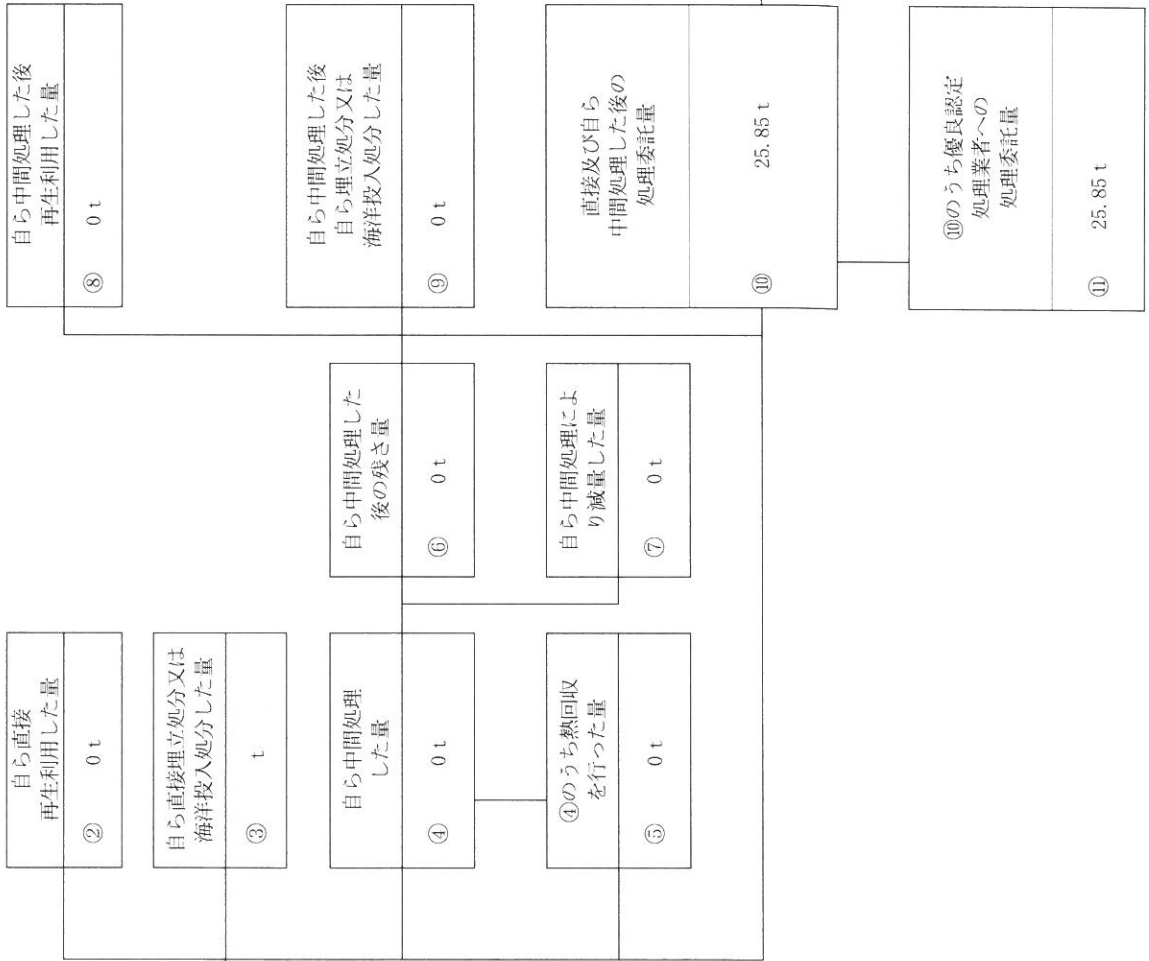 自ら直接
再生利用した量
② 0 t
自ら直接埋立処分又は
海洋投入処分した量
③ t
自ら中間処理
した量
④ 0 t
④のうち熱回収
を行った量
⑤ 0 t
自ら中間処理した
後の残さ量
⑥ 0 t
自ら中間処理によ
り減量した量
⑦ 0 t
自ら中間処理した後
再生利用した量
⑧ 0 t
自ら中間処理した後
自ら埋立処分又は
海洋投入処分した量
⑨ 0 t
直接及び自ら
中間処理した後の
処理委託量
⑩ 25.85 t
⑩のうち優良認定
処理業者への
処理委託量
⑪ 25.85 t